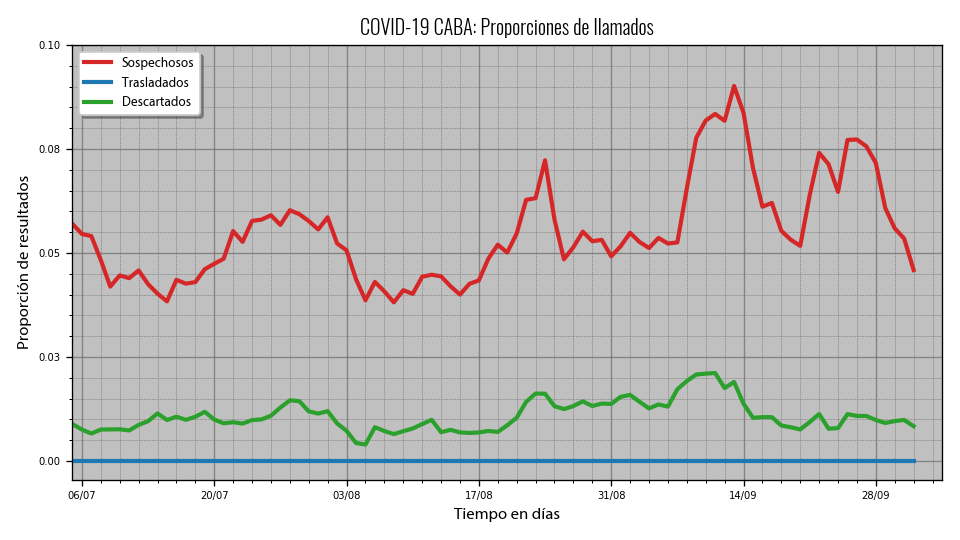 COVID-19 CABA: Proporciones de llamados
Sospechosos
Trasladados
Descartados
Proporción de resultados
0.10
0.08
0.05
0.03
0.00
06/07
20/07
03/08
17/08
31/08
14/09
28/09
Tiempo en días